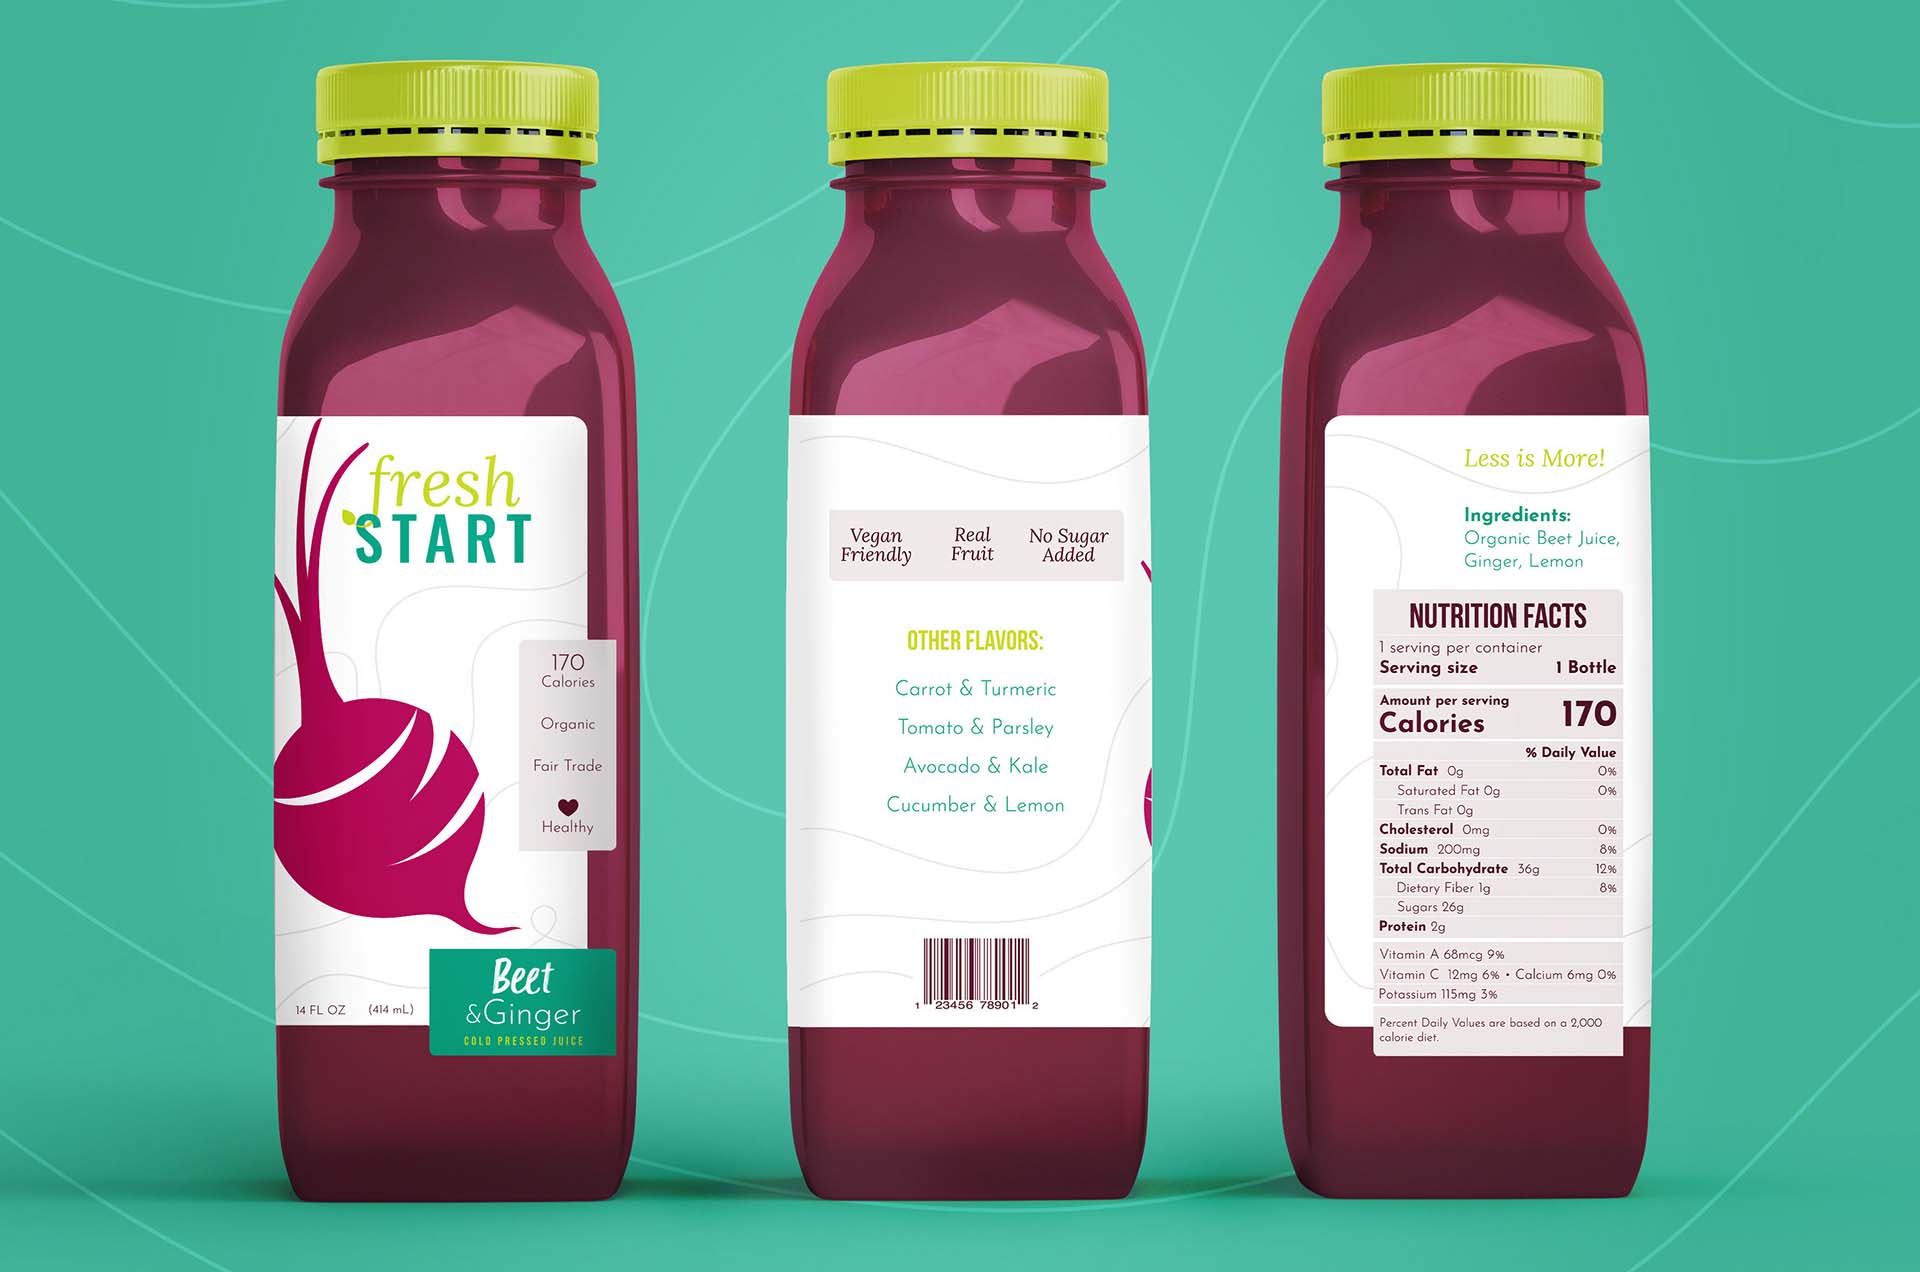 fresh
START
170
Calories
Organic
Fair Trade
Healthy
Beet
&Ginger
COLD PRESSED JUICE
14 FL OZ (414 mL)
Vegan Friendly
Real Fruit
No Sugar Added
OTHER FLAVORS:
Carrot & Turmeric
Tomato & Parsley
Avocado & Kale
Cucumber & Lemon
1 23456 78901 2
Less is More!
Ingredients:
Organic Beet Juice,
Ginger, Lemon
NUTRITION FACTS
1 serving per container
Serving size 1 Bottle
Amount per serving
Calories 170
% Daily Value
Total Fat 0g 0%
Saturated Fat 0g 0%
Trans Fat 0g
Cholesterol 0mg 0%
Sodium 200mg 8%
Total Carbohydrate 36g 12%
Dietary Fiber 1g 8%
Sugars 26g
Protein 2g
Vitamin A 68mcg 9%
Vitamin C 12mg 6% • Calcium 6mg 0%
Potassium 115mg 3%
Percent Daily Values are based on a 2,000
calorie diet.